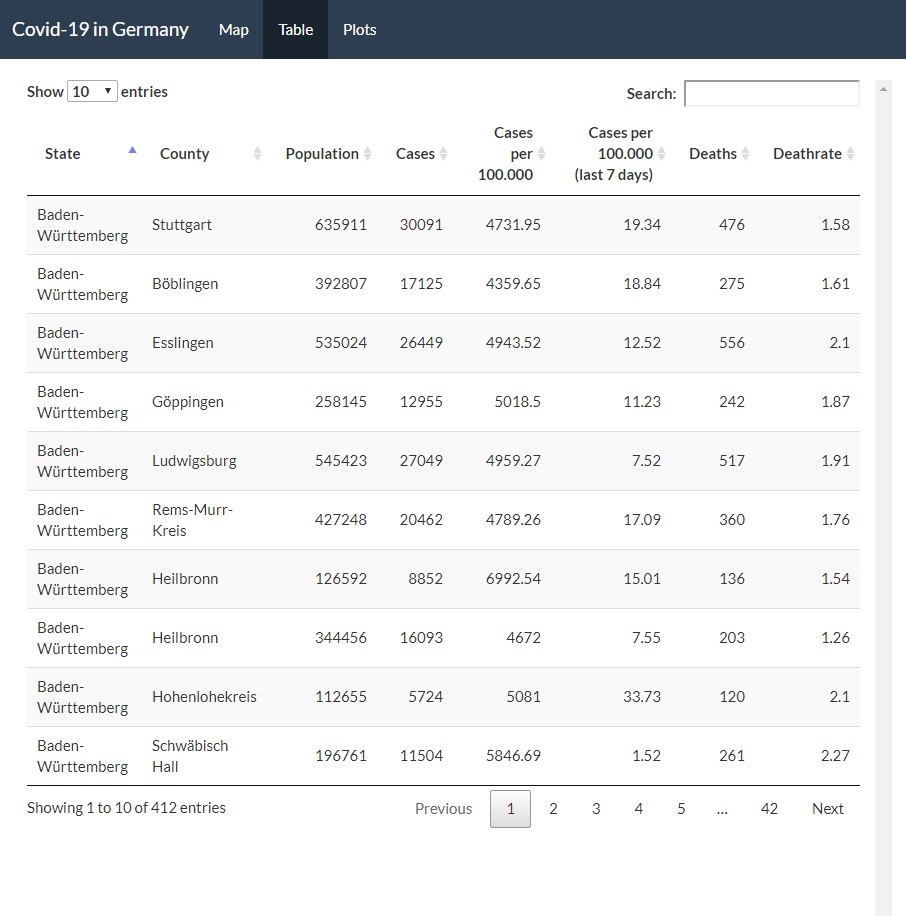 Covid-19 in Germany Map Table Plots
Show 10 entries Search:
State County Population Cases Cases per 100.000 Cases per 100.000 (last 7 days) Deaths Deathrate
Baden-Württemberg Stuttgart 635911 30091 4731.95 19.34 476 1.58
Baden-Württemberg Böblingen 392807 17125 4359.65 18.84 275 1.61
Baden-Württemberg Esslingen 535024 26449 4943.52 12.52 556 2.1
Baden-Württemberg Göppingen 258145 12955 5018.5 11.23 242 1.87
Baden-Württemberg Ludwigsburg 545423 27049 4959.27 7.52 517 1.91
Baden-Württemberg Rems-Murr-Kreis 427248 20462 4789.26 17.09 360 1.76
Baden-Württemberg Heilbronn 126592 8852 6992.54 15.01 136 1.54
Baden-Württemberg Heilbronn 344456 16093 4672 7.55 203 1.26
Baden-Württemberg Hohenlohekreis 112655 5724 5081 33.73 120 2.1
Baden-Württemberg Schwäbisch Hall 196761 11504 5846.69 1.52 261 2.27
Showing 1 to 10 of 412 entries Previous 1 2 3 4 5 ... 42 Next